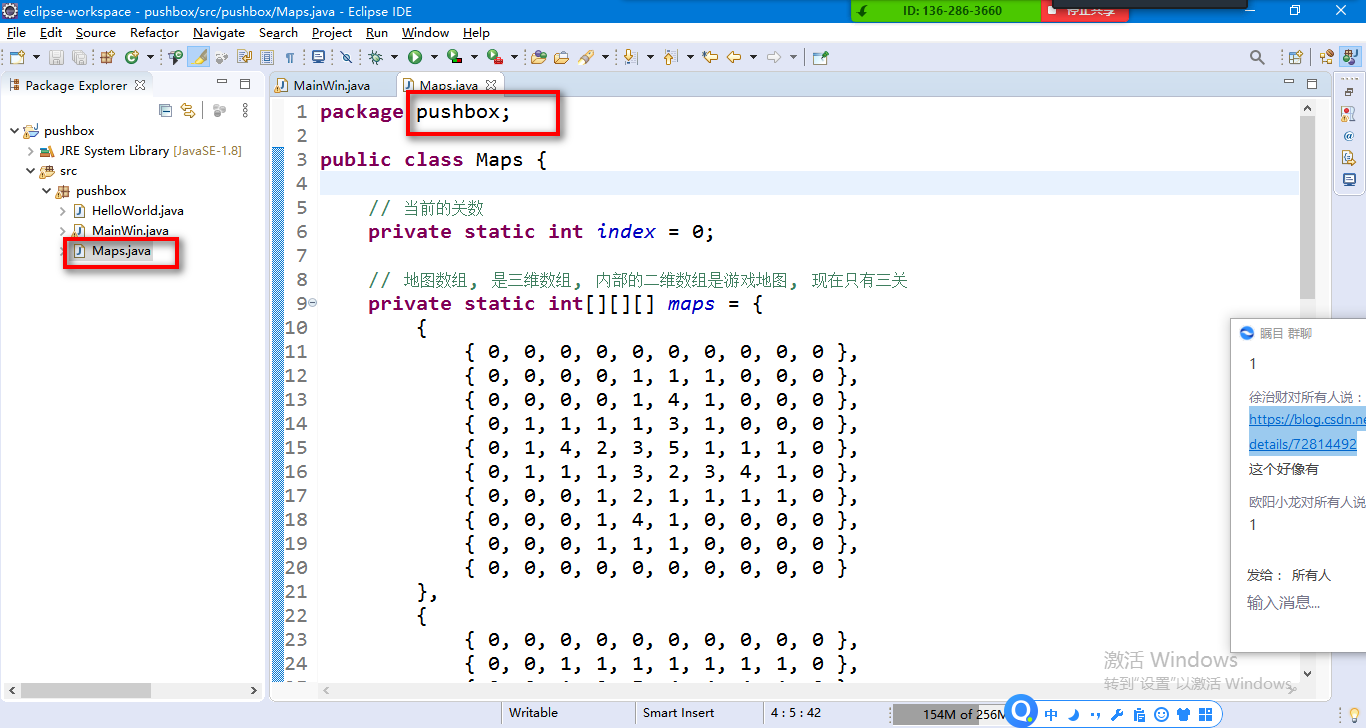 eclipse-workspace - pushbox/src/pushbox/Maps.java - Eclipse IDE
ID: 136-286-3660
停止共享
File Edit Source Refactor Navigate Search Project Run Window Help
Package Explorer
MainWin.java
Maps.java
pushbox
JRE System Library [JavaSE-1.8]
src
pushbox
HelloWorld.java
MainWin.java
Maps.java
1 package pushbox;
2
3 public class Maps {
4
5 // 当前的关数
6 private static int index = 0;
7
8 // 地图数组, 是三维数组, 内部的二维数组是游戏地图, 现在只有三关
9 private static int[][][] maps = {
10 {
11 { 0, 0, 0, 0, 0, 0, 0, 0, 0, 0 },
12 { 0, 0, 0, 0, 1, 1, 1, 0, 0, 0 },
13 { 0, 0, 0, 0, 1, 4, 1, 0, 0, 0 },
14 { 0, 1, 1, 1, 1, 3, 1, 0, 0, 0 },
15 { 0, 1, 4, 2, 3, 5, 1, 1, 1, 0 },
16 { 0, 1, 1, 1, 3, 2, 3, 4, 1, 0 },
17 { 0, 0, 0, 1, 2, 1, 1, 1, 1, 0 },
18 { 0, 0, 0, 1, 4, 1, 0, 0, 0, 0 },
19 { 0, 0, 0, 1, 1, 1, 0, 0, 0, 0 },
20 { 0, 0, 0, 0, 0, 0, 0, 0, 0, 0 }
21 },
22 {
23 { 0, 0, 0, 0, 0, 0, 0, 0, 0, 0 },
24 { 0, 0, 1, 1, 1, 1, 1, 1, 1, 0 },
瞩目 群聊
1
徐治财对所有人说：
https://blog.csdn.ne
details/72814492
这个好像有
欧阳小龙对所有人说
1
发给： 所有人
输入消息...
激活 Windows
转到"设置"以激活 Windows。
Writable
Smart Insert
4 : 5 : 42
154M of 256M
中